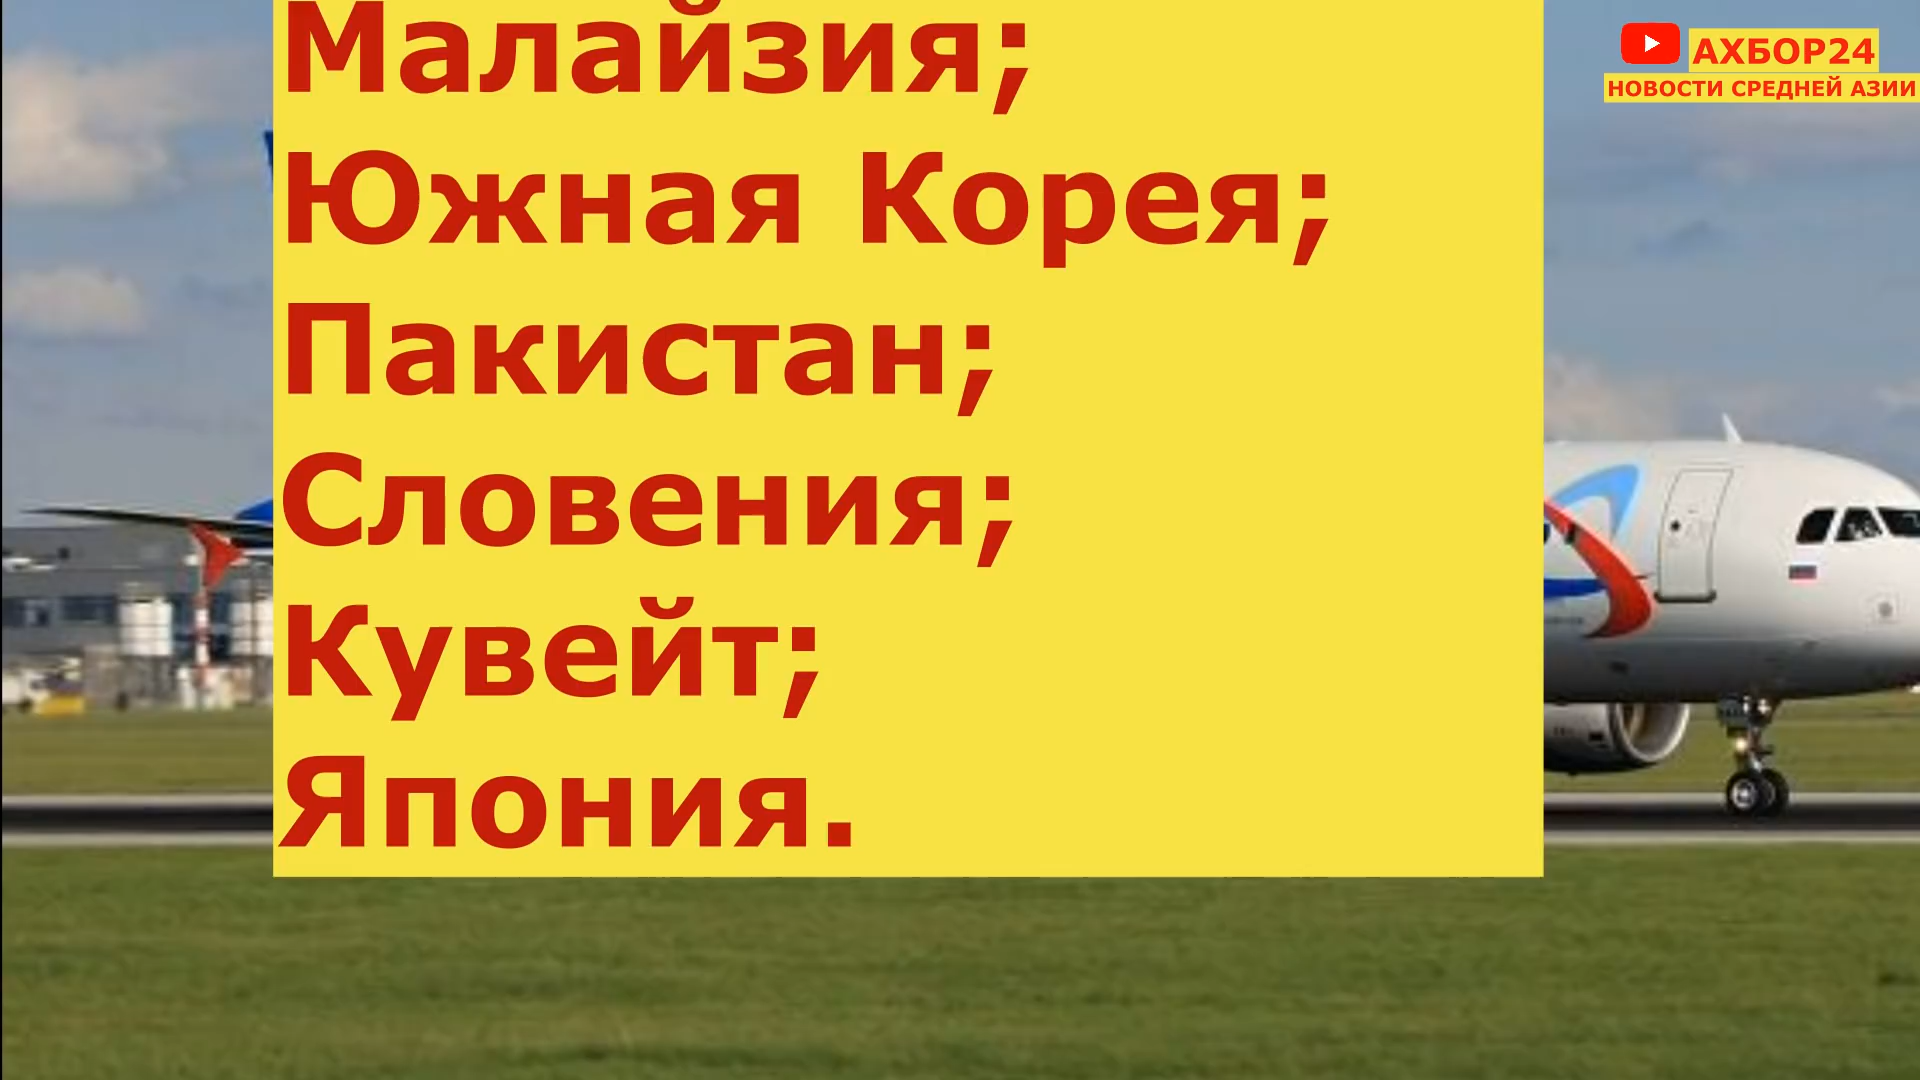 Малайзия;
Южная Корея;
Пакистан;
Словения;
Кувейт;
Япония.
АХБОР24
НОВОСТИ СРЕДНЕЙ АЗИИ